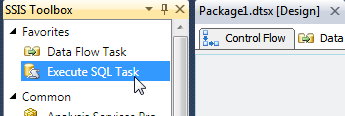 SSIS Toolbox
Favorites
Data Flow Task
Execute SQL Task
Common
Package1.dtsx [Design]
Control Flow
Data